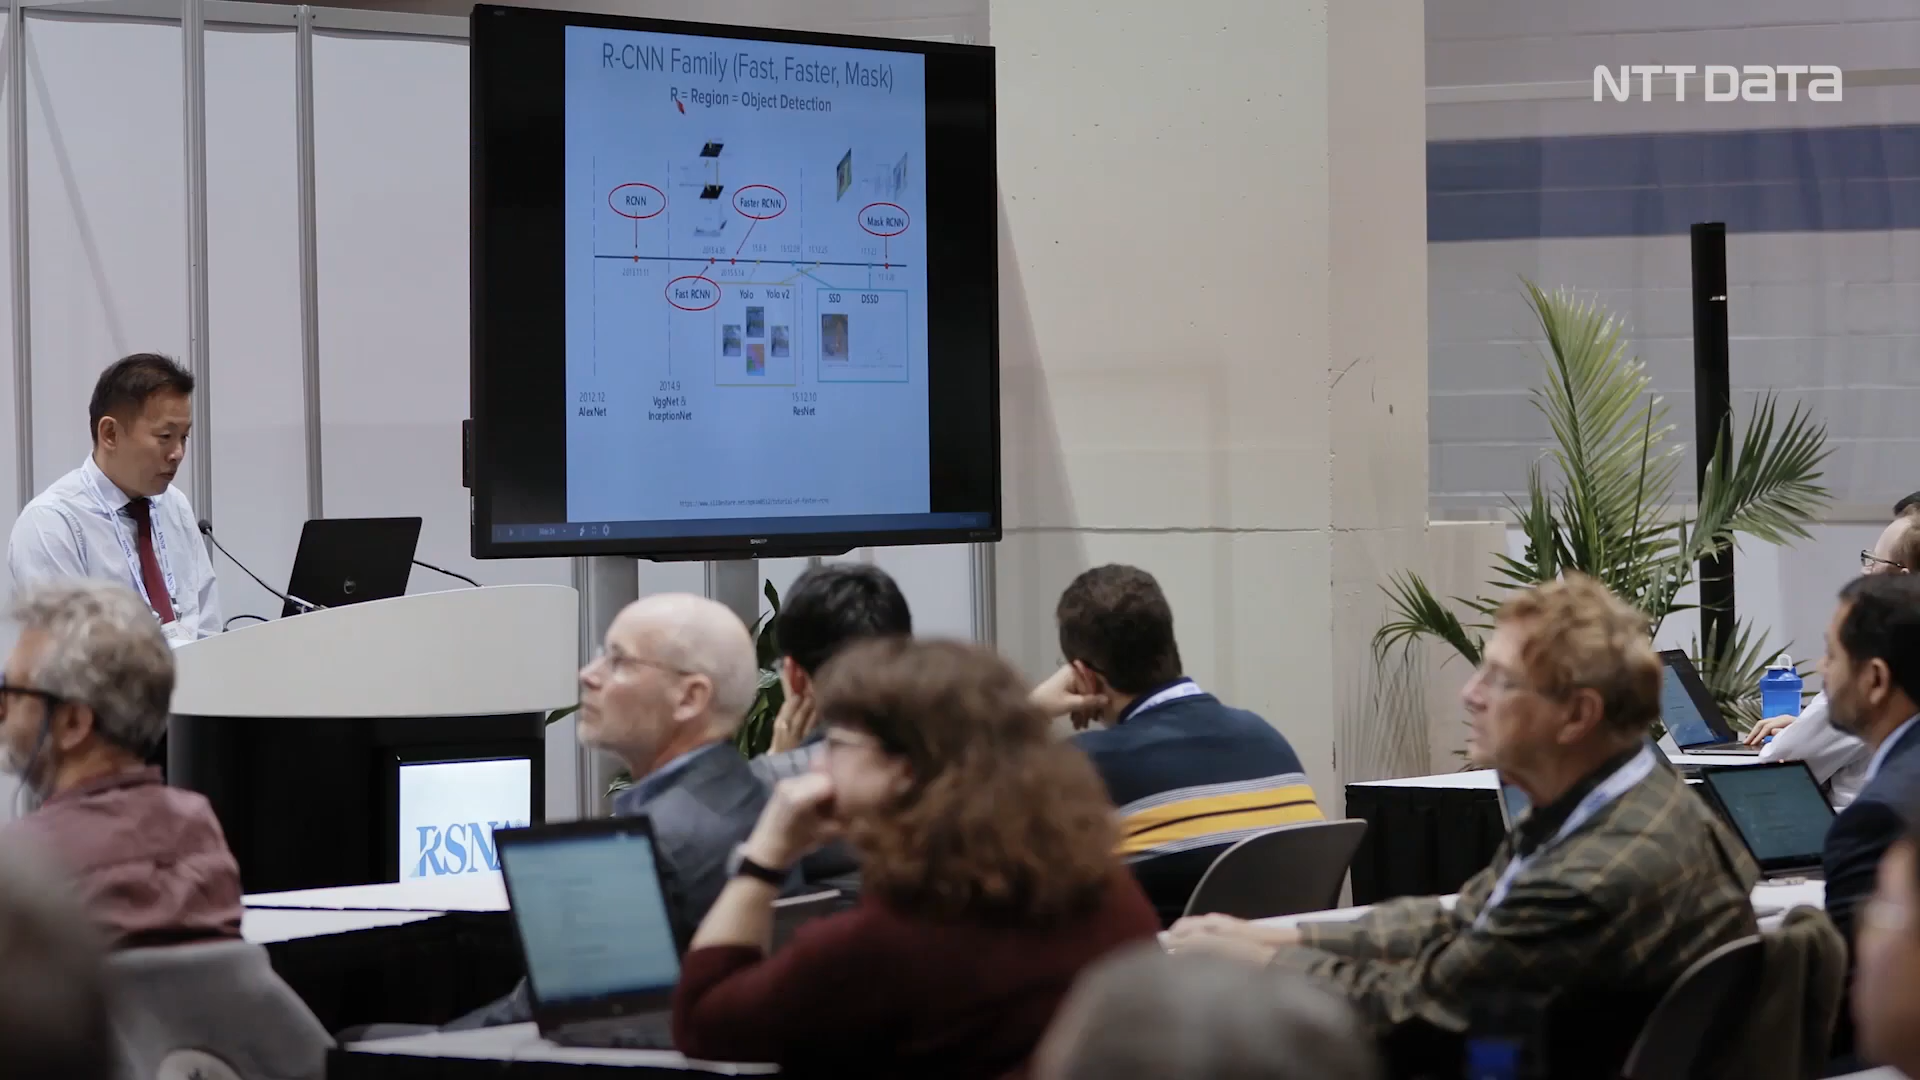 NTT DATA
R-CNN Family (Fast, Faster, Mask)
R = Region = Object Detection
RCNN
Faster RCNN
Mask RCNN
Fast RCNN
Yolo
Yolo v2
SSD
DSSD
2012.12
AlexNet
2014.9
VggNet &
InceptionNet
15.12.10
ResNet
SHARP
RSNA